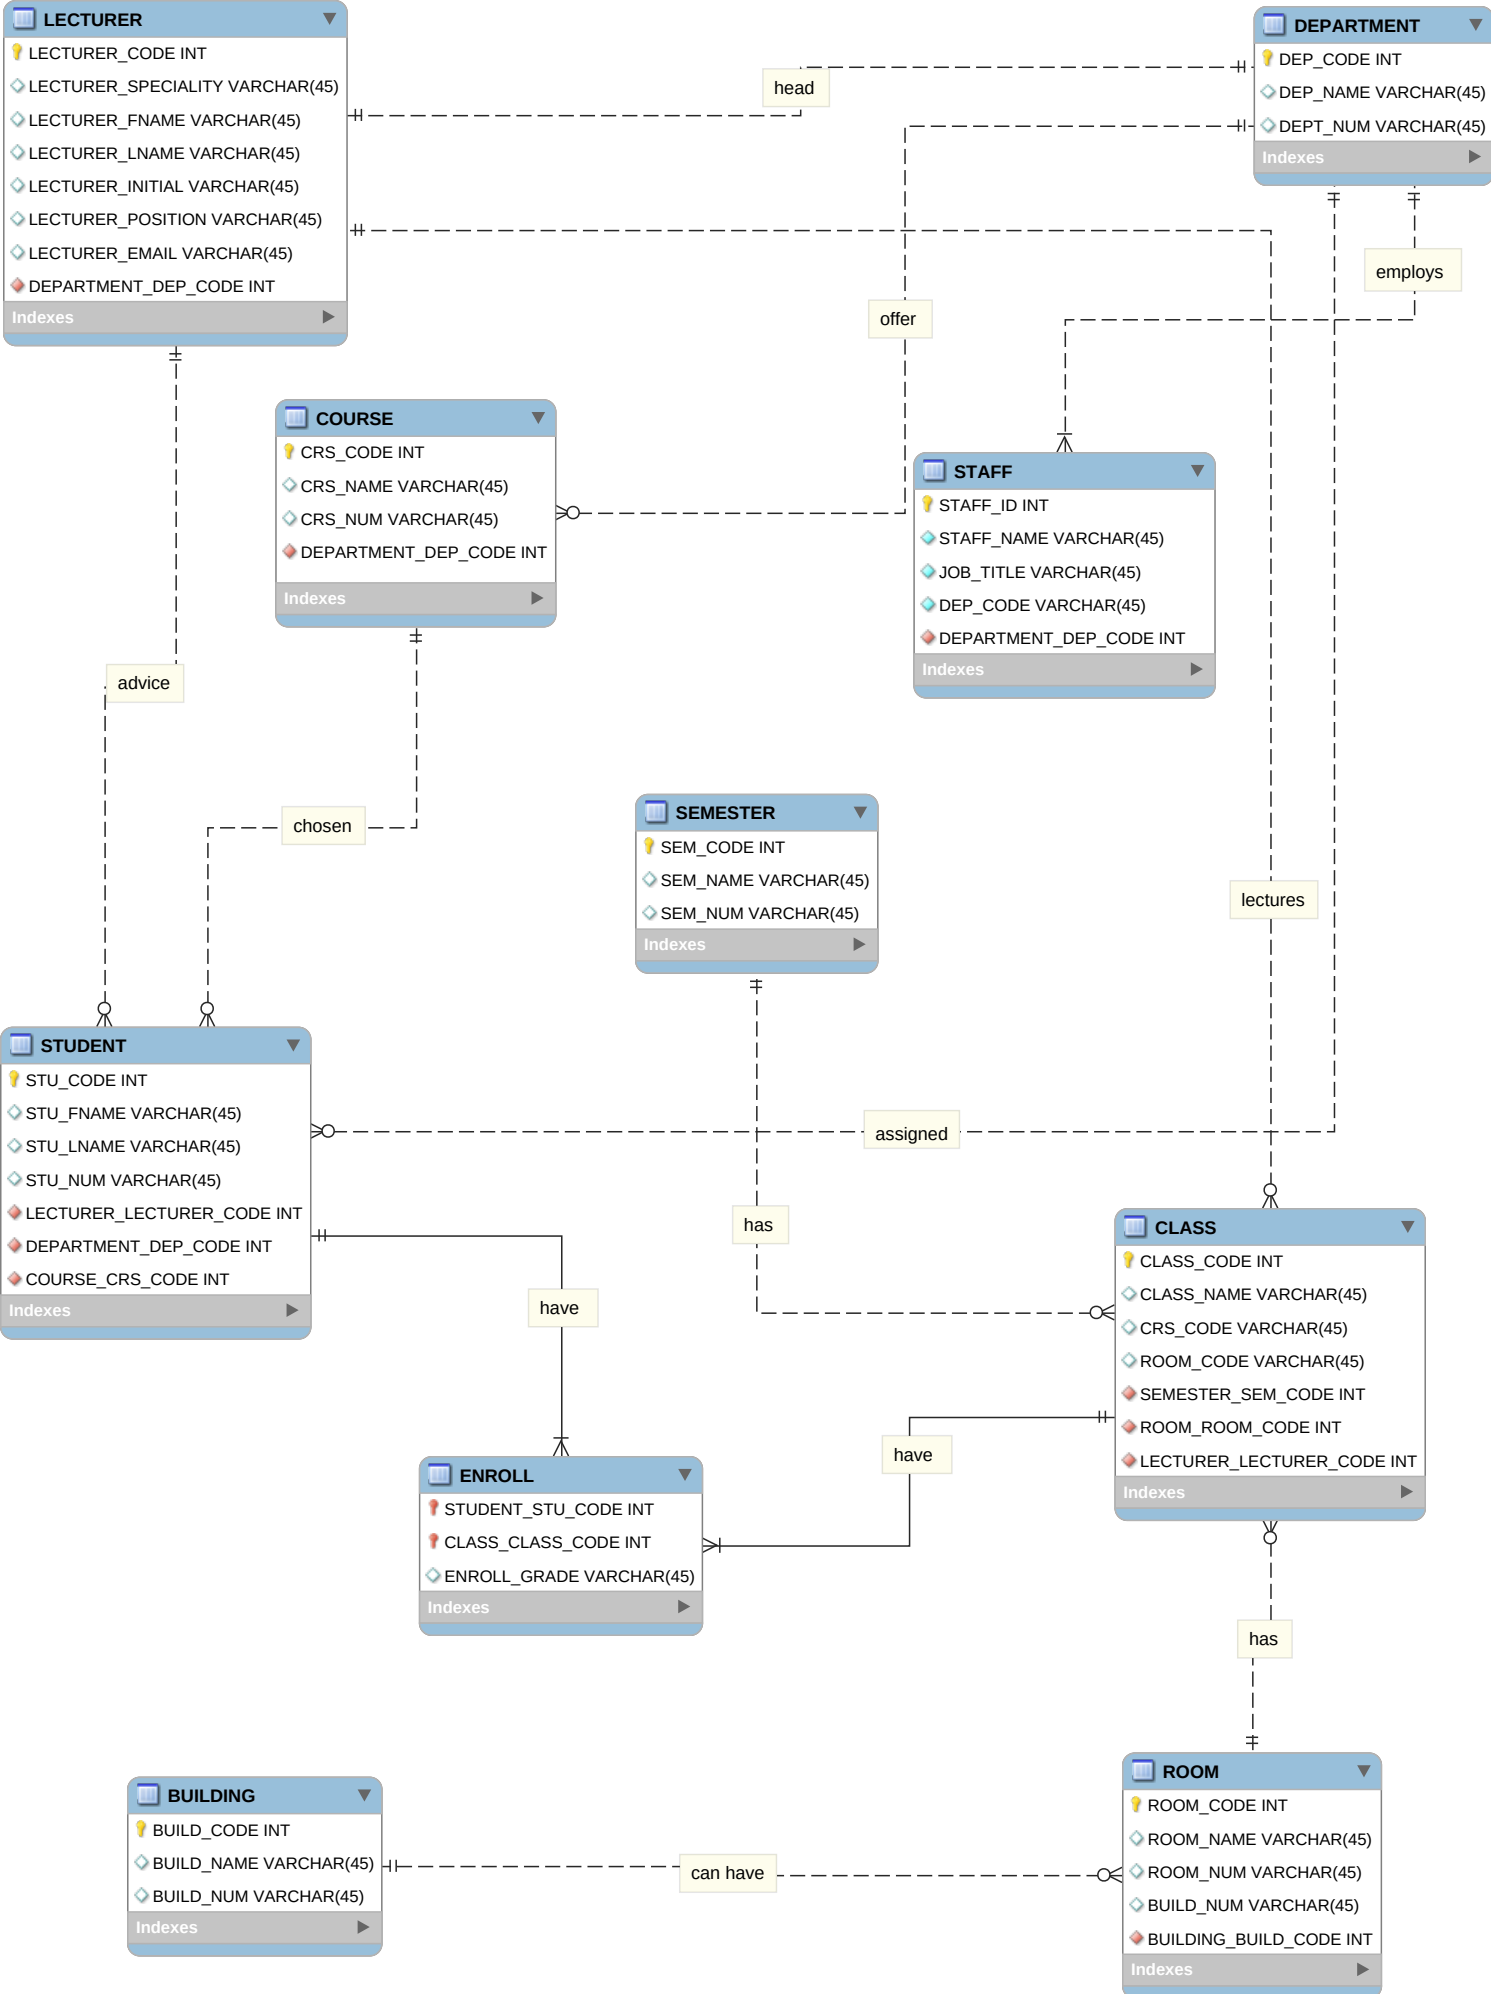 LECTURER
LECTURER_CODE INT
LECTURER_SPECIALITY VARCHAR(45)
LECTURER_FNAME VARCHAR(45)
LECTURER_LNAME VARCHAR(45)
LECTURER_INITIAL VARCHAR(45)
LECTURER_POSITION VARCHAR(45)
LECTURER_EMAIL VARCHAR(45)
DEPARTMENT_DEP_CODE INT
Indexes
head
DEPARTMENT
DEP_CODE INT
DEP_NAME VARCHAR(45)
DEPT_NUM VARCHAR(45)
Indexes
employs
offer
COURSE
CRS_CODE INT
CRS_NAME VARCHAR(45)
CRS_NUM VARCHAR(45)
DEPARTMENT_DEP_CODE INT
Indexes
STAFF
STAFF_ID INT
STAFF_NAME VARCHAR(45)
JOB_TITLE VARCHAR(45)
DEP_CODE VARCHAR(45)
DEPARTMENT_DEP_CODE INT
Indexes
advice
chosen
SEMESTER
SEM_CODE INT
SEM_NAME VARCHAR(45)
SEM_NUM VARCHAR(45)
Indexes
lectures
STUDENT
STU_CODE INT
STU_FNAME VARCHAR(45)
STU_LNAME VARCHAR(45)
STU_NUM VARCHAR(45)
LECTURER_LECTURER_CODE INT
DEPARTMENT_DEP_CODE INT
COURSE_CRS_CODE INT
Indexes
assigned
has
have
CLASS
CLASS_CODE INT
CLASS_NAME VARCHAR(45)
CRS_CODE VARCHAR(45)
ROOM_CODE VARCHAR(45)
SEMESTER_SEM_CODE INT
ROOM_ROOM_CODE INT
LECTURER_LECTURER_CODE INT
Indexes
have
ENROLL
STUDENT_STU_CODE INT
CLASS_CLASS_CODE INT
ENROLL_GRADE VARCHAR(45)
Indexes
has
BUILDING
BUILD_CODE INT
BUILD_NAME VARCHAR(45)
BUILD_NUM VARCHAR(45)
Indexes
can have
ROOM
ROOM_CODE INT
ROOM_NAME VARCHAR(45)
ROOM_NUM VARCHAR(45)
BUILD_NUM VARCHAR(45)
BUILDING_BUILD_CODE INT
Indexes